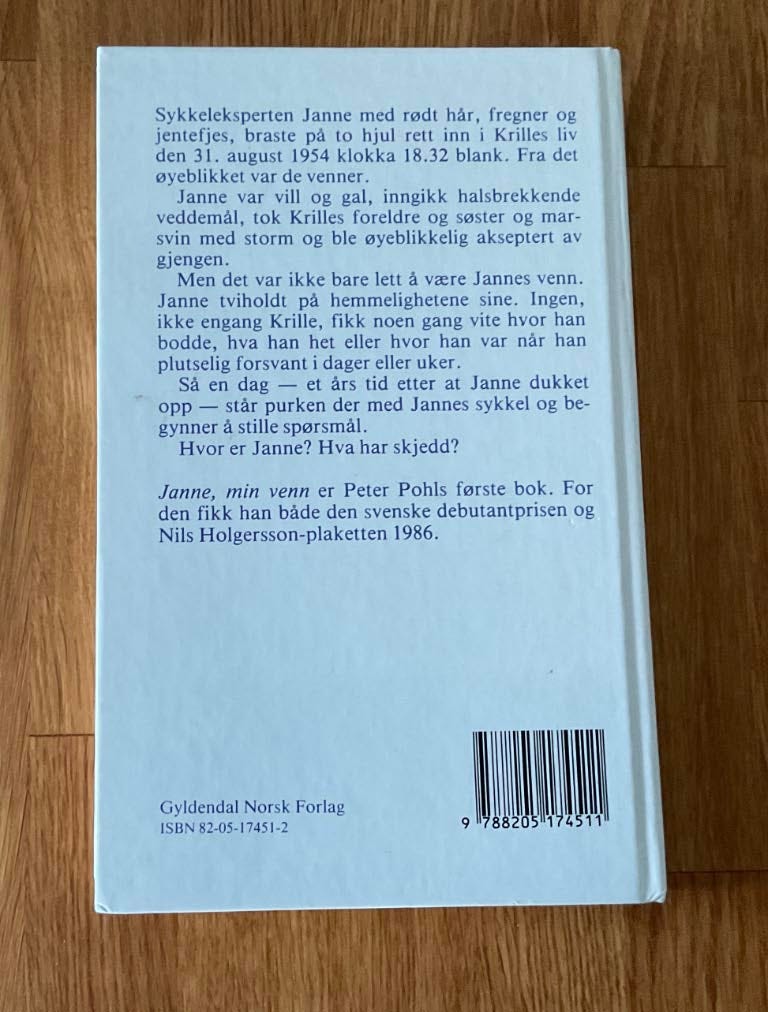 Sykkeleksperten Janne med rødt hår, fregner og
jentefjes, braste på to hjul rett inn i Krilles liv
den 31. august 1954 klokka 18.32 blank. Fra det
øyeblikket var de venner.
Janne var vill og gal, inngikk halsbrekkende
veddemål, tok Krilles foreldre og søster og mar-
svin med storm og ble øyeblikkelig akseptert av
gjengen.
Men det var ikke bare lett å være Jannes venn.
Janne tviholdt på hemmelighetene sine. Ingen,
ikke engang Krille, fikk noen gang vite hvor han
bodde, hva han het eller hvor han var når han
plutselig forsvant i dager eller uker.
Så en dag — et års tid etter at Janne dukket
opp — står purken der med Jannes sykkel og be-
gynner å stille spørsmål.
Hvor er Janne? Hva har skjedd?
Janne, min venn er Peter Pohls første bok. For
den fikk han både den svenske debutantprisen og
Nils Holgersson-plaketten 1986.
Gyldendal Norsk Forlag
ISBN 82-05-17451-2
9 788205 174511